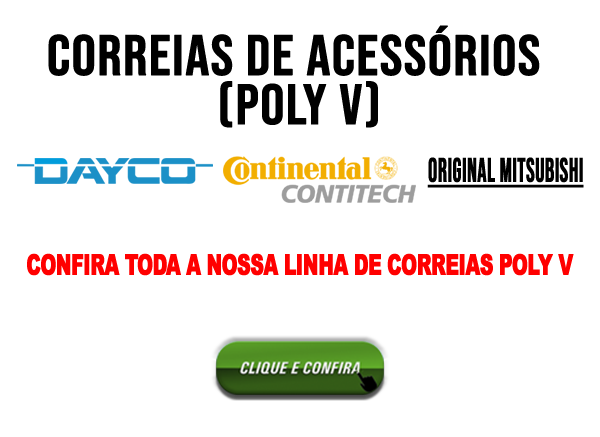 CORREIAS DE ACESSÓRIOS
(POLY V)
DAYCO Continental ORIGINAL MITSUBISHI
CONTITECH
CONFIRA TODA A NOSSA LINHA DE CORREIAS POLY V
CLIQUE E CONFIRA